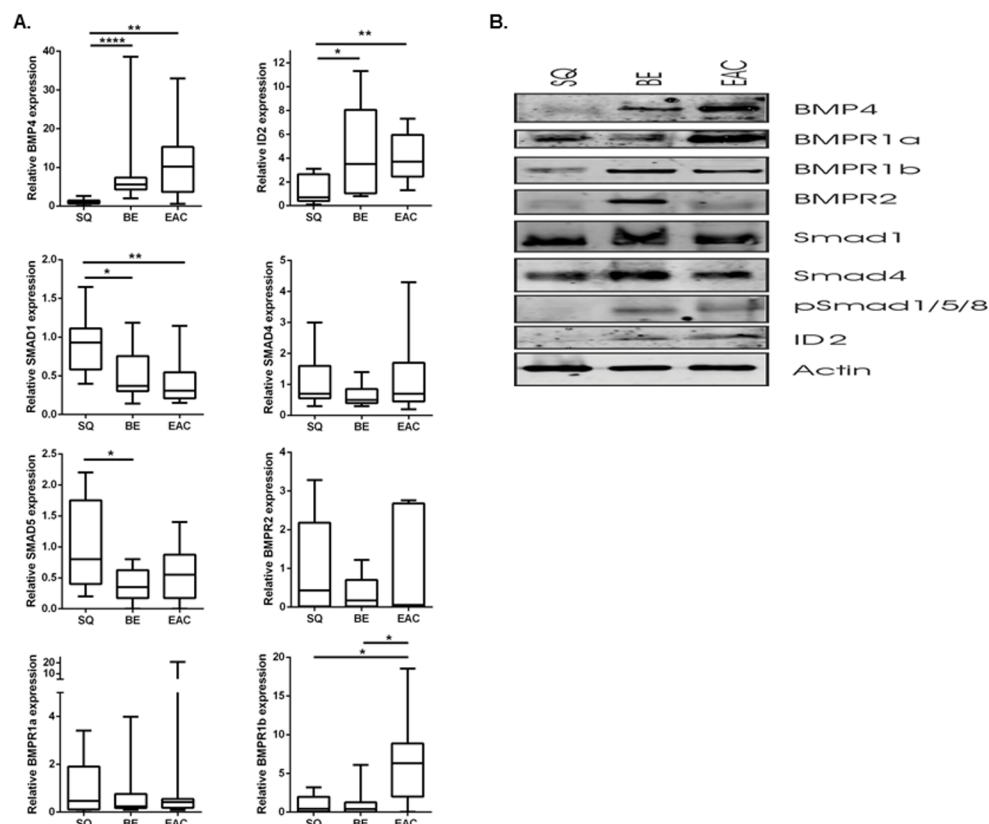 A.
B.
**
****
Relative BMP4 expression
40
30
20
10
0
SQ BE EAC
**
*
Relative ID2 expression
12
10
8
6
4
2
0
SQ BE EAC
**
*
Relative SMAD1 expression
2.0
1.5
1.0
0.5
0.0
SQ BE EAC
Relative SMAD4 expression
5
4
3
2
1
0
SQ BE EAC
*
Relative SMAD5 expression
2.5
2.0
1.5
1.0
0.5
0.0
SQ BE EAC
Relative BMPR2 expression
4
3
2
1
0
SQ BE EAC
Relative BMPR1a expression
20
10
4
2
0
SQ BE EAC
*
*
Relative BMPR1b expression
20
15
10
5
0
SQ BE EAC
SQ BE EAC
BMP4
BMPR1a
BMPR1b
BMPR2
Smad1
Smad4
pSmad1/5/8
ID2
Actin